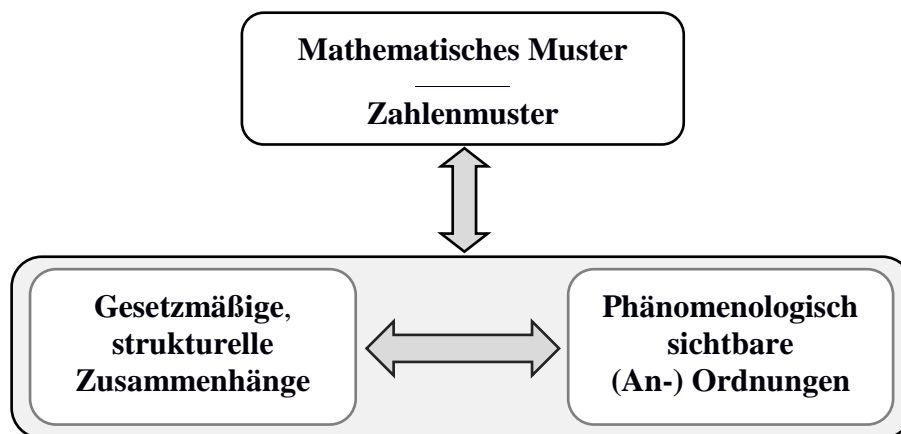 Mathematisches Muster
Zahlenmuster
Gesetzmäßige,
strukturelle
Zusammenhänge
Phänomenologisch
sichtbare
(An-) Ordnungen